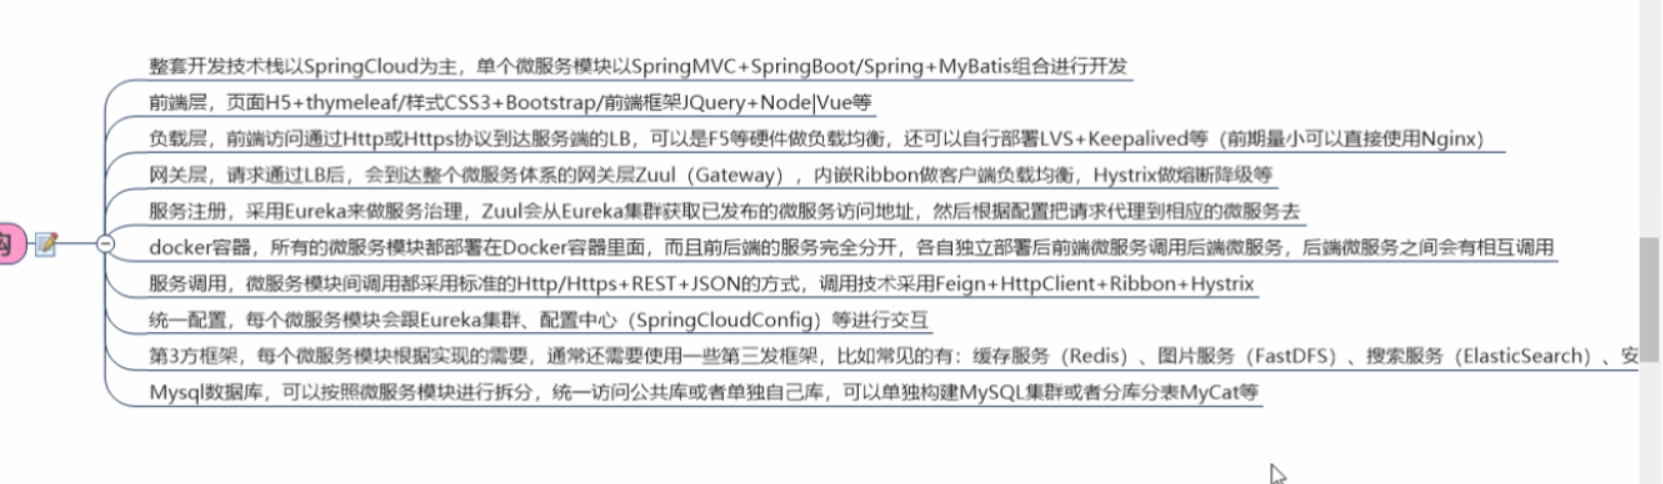 整套开发技术栈以SpringCloud为主，单个微服务模块以SpringMVC+SpringBoot/Spring+MyBatis组合进行开发
前端层，页面H5+thymeleaf/样式CSS3+Bootstrap/前端框架JQuery+Node|Vue等
负载层，前端访问通过Http或Https协议到达服务端的LB，可以是F5等硬件做负载均衡，还可以自行部署LVS+Keepalived等（前期量小可以直接使用Nginx）
网关层，请求通过LB后，会到达整个微服务体系的网关层Zuul（Gateway），内嵌Ribbon做客户端负载均衡，Hystrix做熔断降级等
服务注册，采用Eureka来做服务治理，Zuul会从Eureka集群获取已发布的微服务访问地址，然后根据配置把请求代理到相应的微服务去
构
docker容器，所有的微服务模块都部署在Docker容器里面，而且前后端的服务完全分开，各自独立部署后前端微服务调用后端微服务，后端微服务之间会有相互调用
服务调用，微服务模块间调用都采用标准的Http/Https+REST+JSON的方式，调用技术采用Feign+HttpClient+Ribbon+Hystrix
统一配置，每个微服务模块会跟Eureka集群、配置中心（SpringCloudConfig）等进行交互
第3方框架，每个微服务模块根据实现的需要，通常还需要使用一些第三发框架，比如常见的有：缓存服务（Redis）、图片服务（FastDFS）、搜索服务（ElasticSearch）、安
Mysql数据库，可以按照微服务模块进行拆分，统一访问公共库或者单独自己库，可以单独构建MySQL集群或者分库分表MyCat等